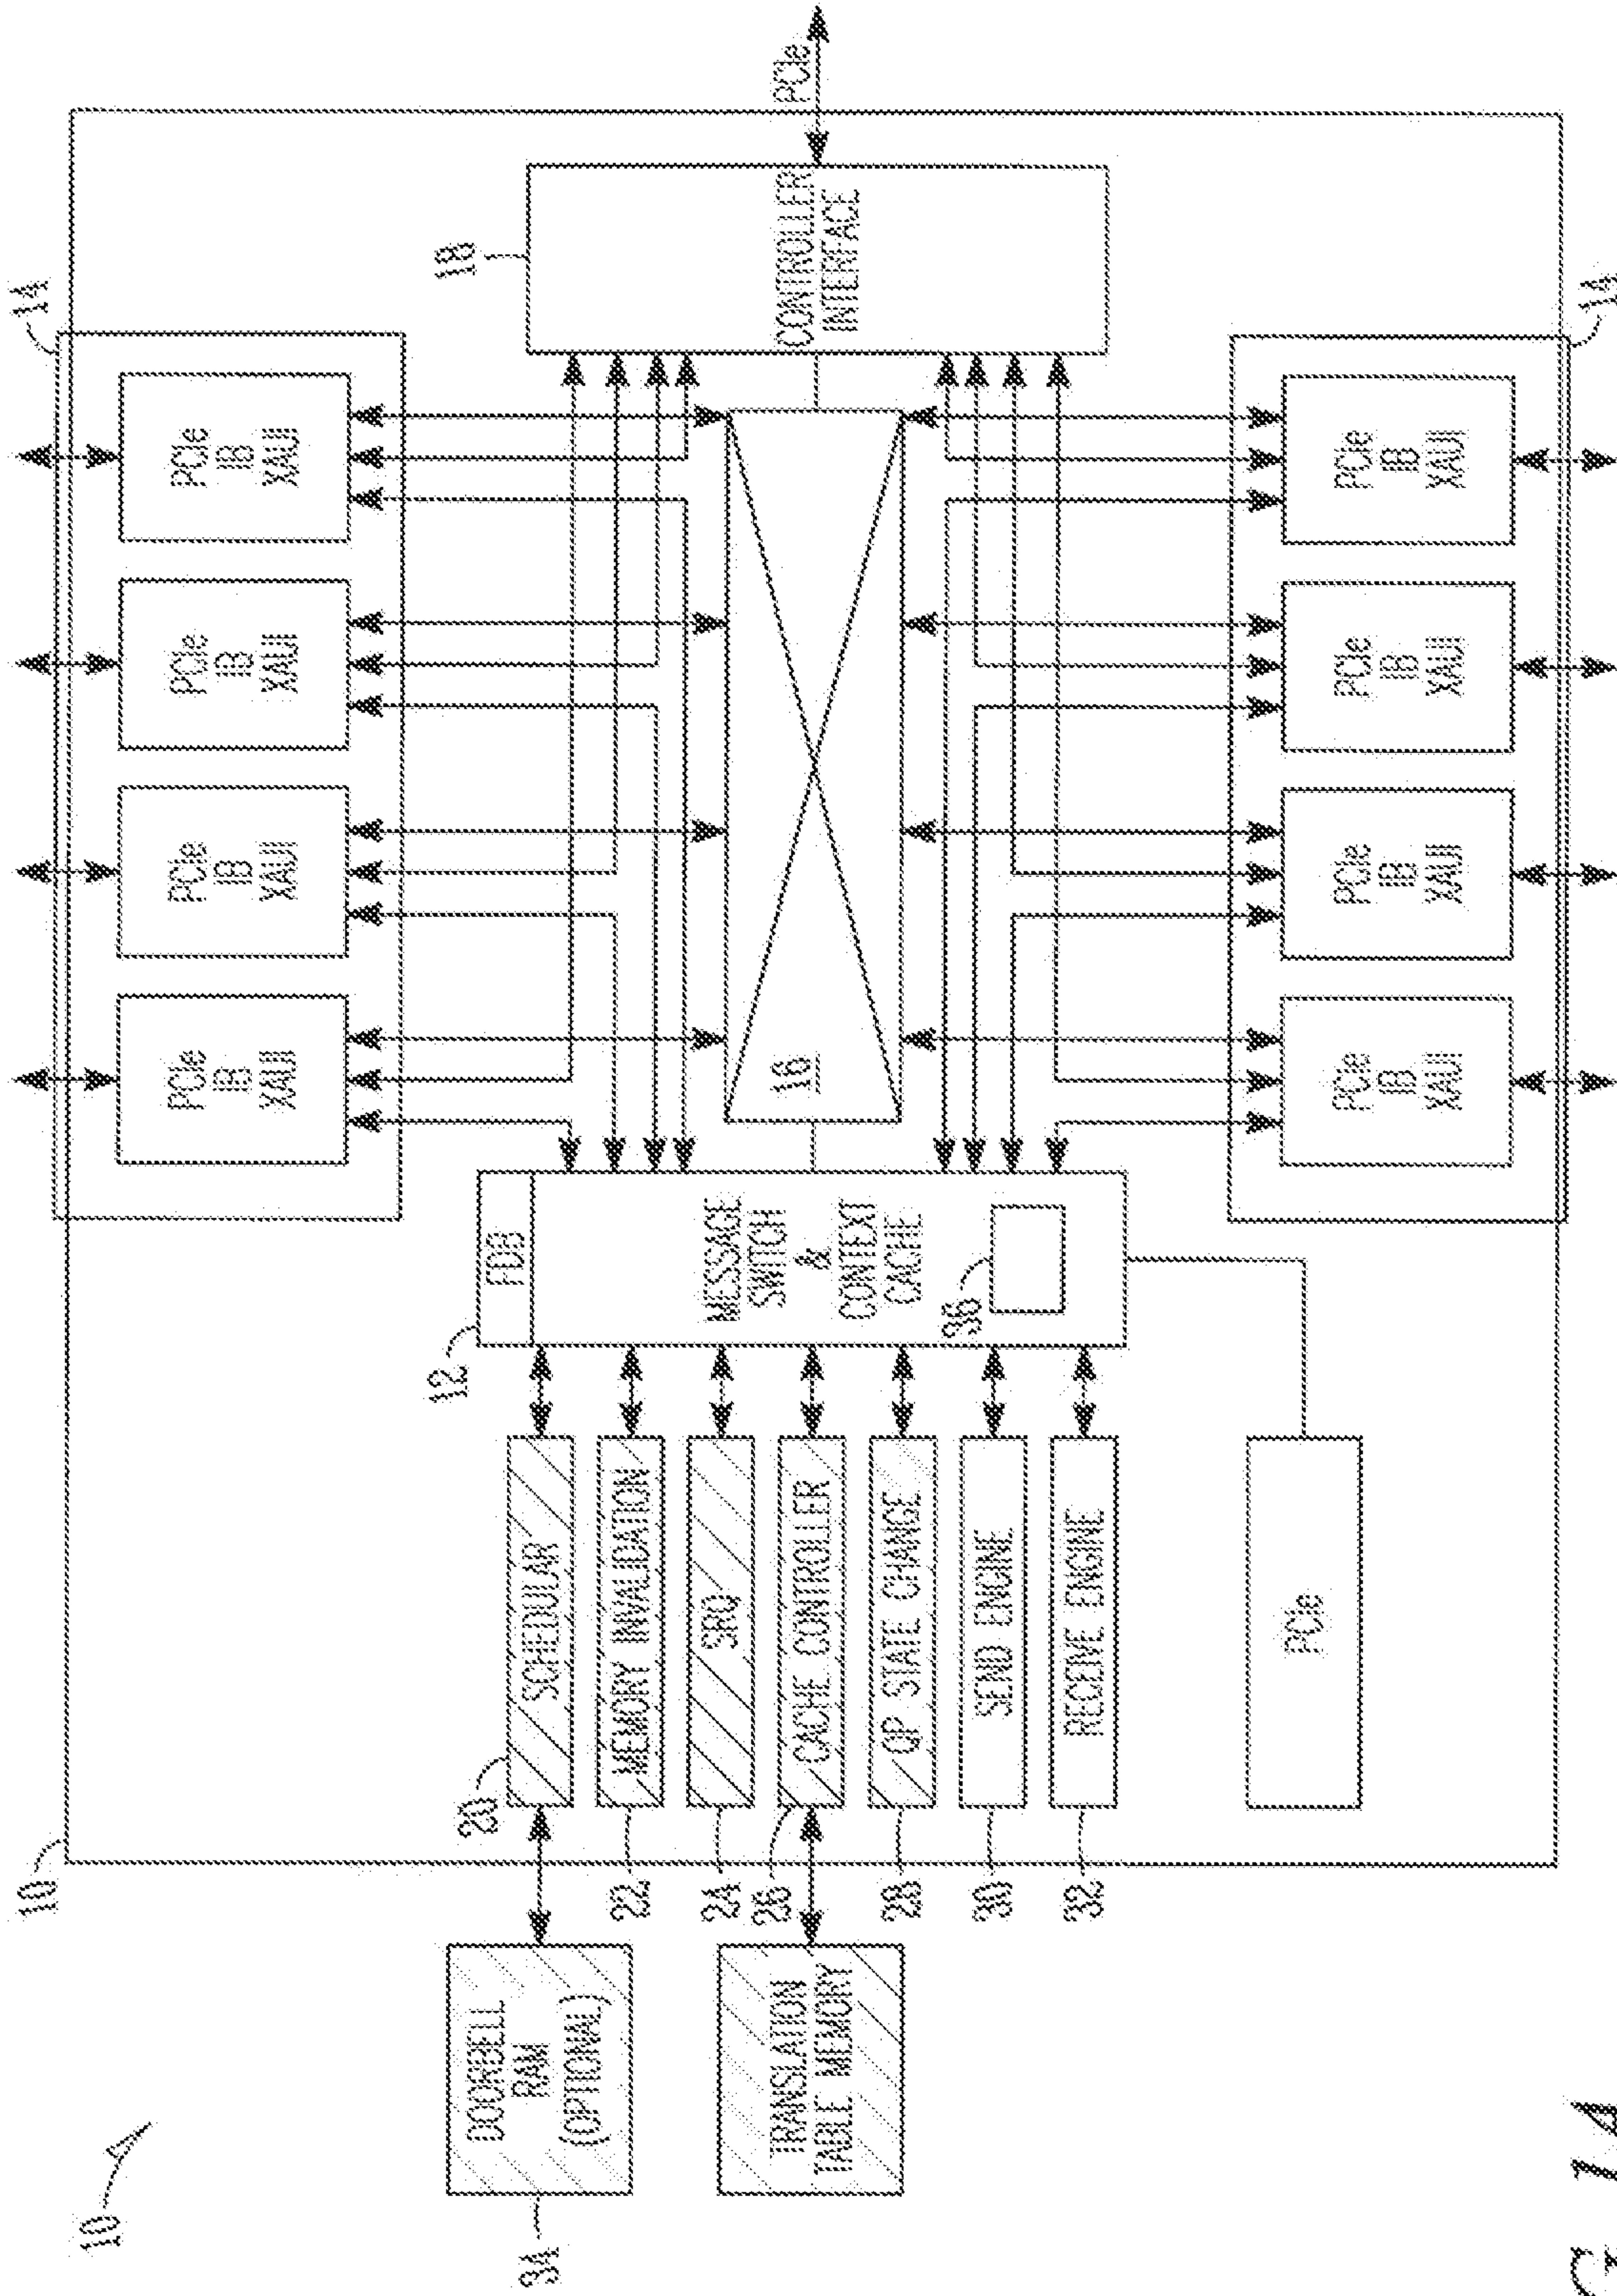 10
10
14
PCIe
IB
XAUI
PCIe
IB
XAUI
PCIe
IB
XAUI
PCIe
IB
XAUI
34
DOORBELL
RAM
(OPTIONAL)
20
SCHEDULAR
22
MEMORY INVALIDATION
24
SRQ
26
CACHE CONTROLLER
28
QP STATE CHANGE
30
SEND ENGINE
32
RECEIVE ENGINE
TRANSLATION
TABLE MEMORY
12
FDB
MESSAGE
SWITCH
&
CONTEXT
CACHE
36
16
18
CONTROLLER
INTERFACE
PCIe
PCIe
PCIe
IB
XAUI
PCIe
IB
XAUI
PCIe
IB
XAUI
PCIe
IB
XAUI
14
1A